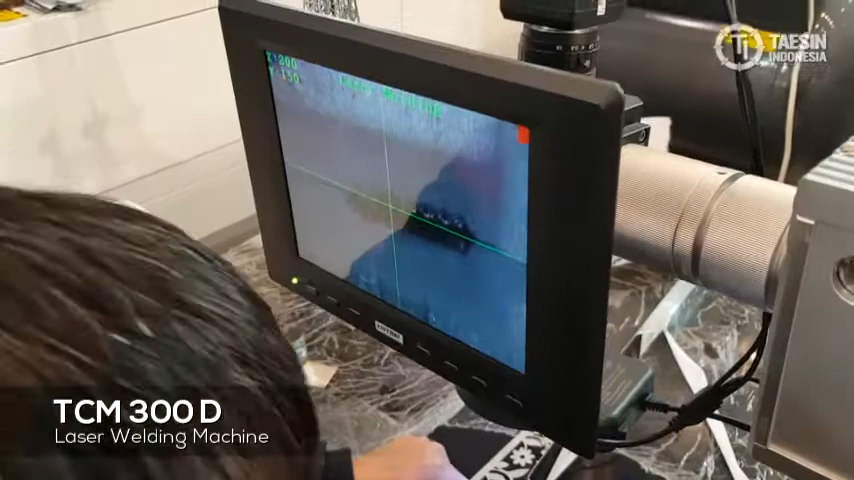 TAESIN
INDONESIA
X:200
Y:150
Laser Welding
TCM 300 D
Laser Welding Machine